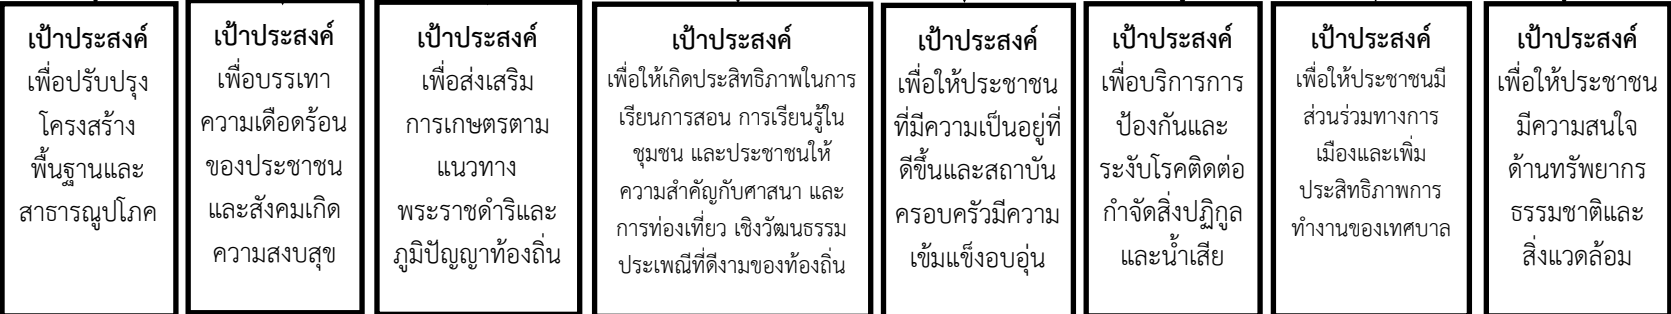 เป้าประสงค์
เพื่อปรับปรุง
โครงสร้าง
พื้นฐานและ
สาธารณูปโภค
เป้าประสงค์
เพื่อบรรเทา
ความเดือดร้อน
ของประชาชน
และสังคมเกิด
ความสงบสุข
เป้าประสงค์
เพื่อส่งเสริม
การเกษตรตาม
แนวทาง
พระราชดำริและ
ภูมิปัญญาท้องถิ่น
เป้าประสงค์
เพื่อให้เกิดประสิทธิภาพในการ
เรียนการสอน การเรียนรู้ใน
ชุมชน และประชาชนให้
ความสำคัญกับศาสนา และ
การท่องเที่ยว เชิงวัฒนธรรม
ประเพณีที่ดีงามของท้องถิ่น
เป้าประสงค์
เพื่อให้ประชาชน
ที่มีความเป็นอยู่ที่
ดีขึ้นและสถาบัน
ครอบครัวมีความ
เข้มแข็งอบอุ่น
เป้าประสงค์
เพื่อบริการการ
ป้องกันและ
ระงับโรคติดต่อ
กำจัดสิ่งปฏิกูล
และน้ำเสีย
เป้าประสงค์
เพื่อให้ประชาชนมี
ส่วนร่วมทางการ
เมืองและเพิ่ม
ประสิทธิภาพการ
ทำงานของเทศบาล
เป้าประสงค์
เพื่อให้ประชาชน
มีความสนใจ
ด้านทรัพยากร
ธรรมชาติและ
สิ่งแวดล้อม